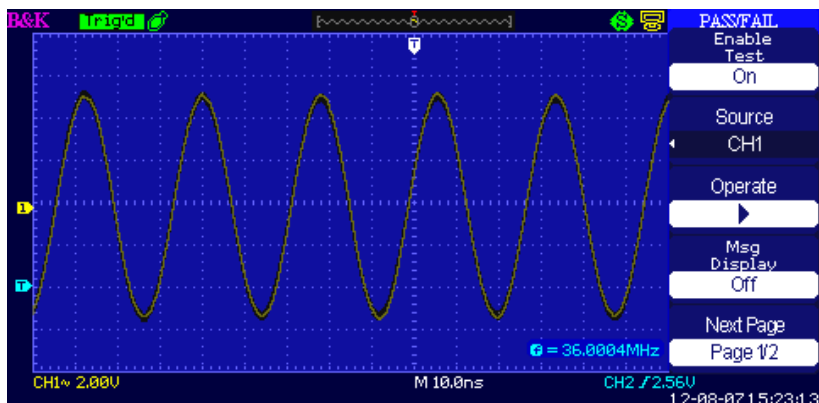 B&K Trig'd S PASS/FAIL
T
Enable
Test
On
Source
CH1
1
Operate
Msg
Display
Off
T
Next Page
f = 36.0004MHz
Page 1/2
CH1~ 2.00V M 10.0ns CH2 2.56V
12-08-07 15:23:13